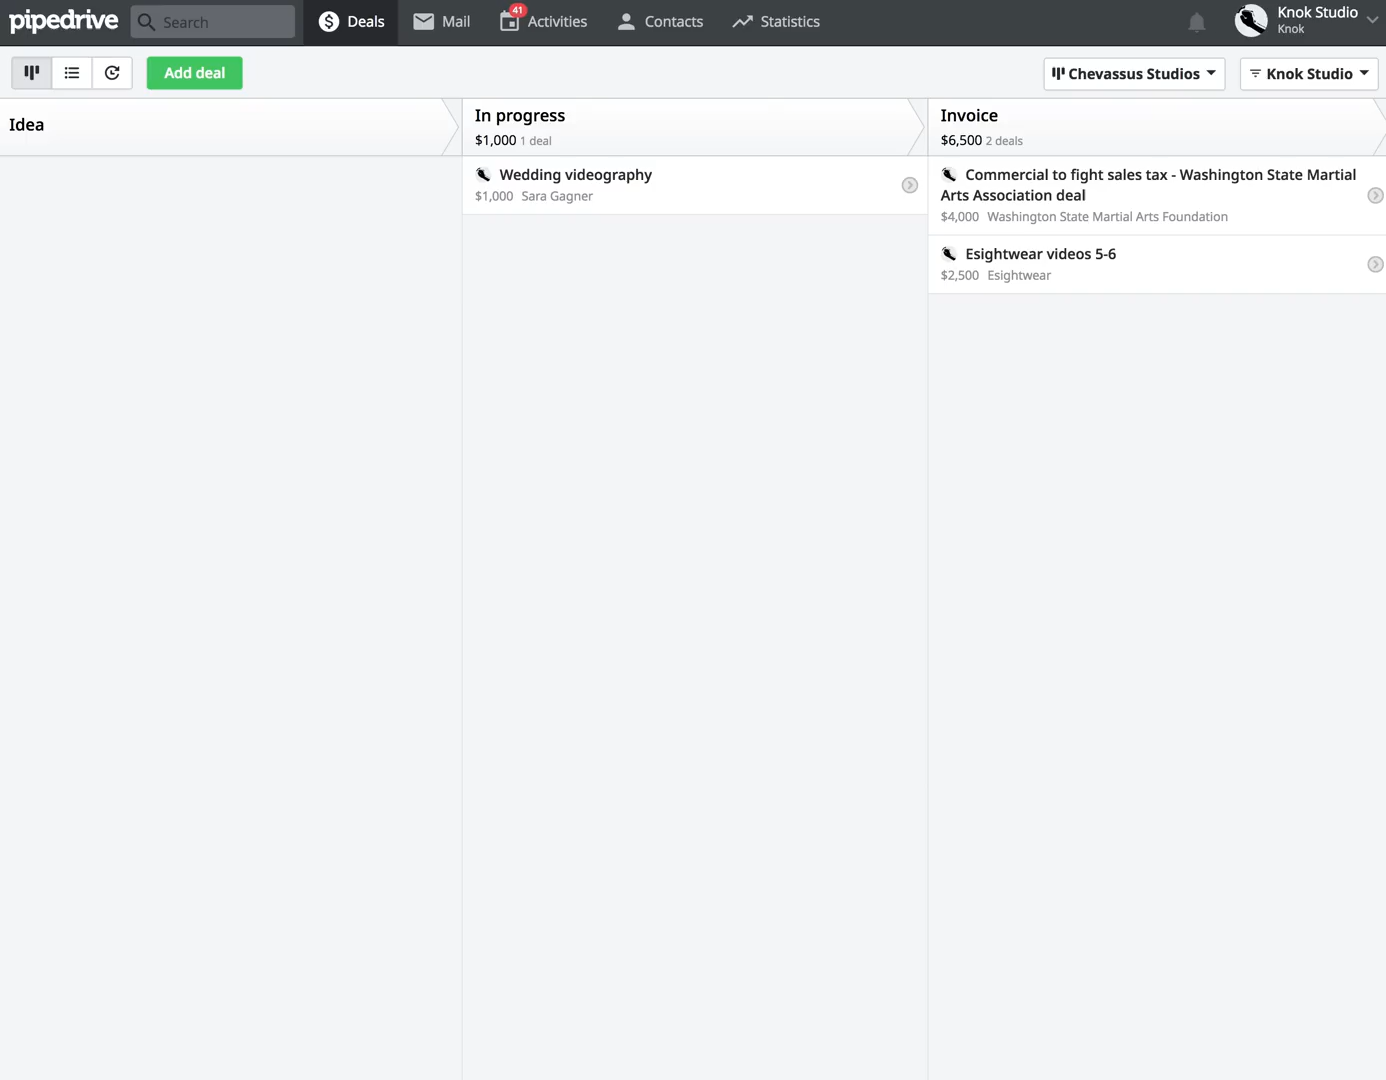 pipedrive
Search
Deals
Mail
41
Activities
Contacts
Statistics
Knok Studio
Knok
Add deal
Chevassus Studios
Knok Studio
Idea
In progress
$1,000 1 deal
Invoice
$6,500 2 deals
Wedding videography
$1,000 Sara Gagner
Commercial to fight sales tax - Washington State Martial
Arts Association deal
$4,000 Washington State Martial Arts Foundation
Esightwear videos 5-6
$2,500 Esightwear